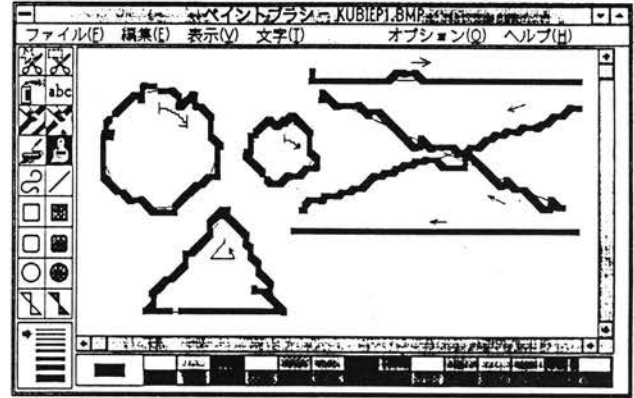 ペイントブラシ - KUBIEP1.BMP
ファイル(F) 編集(E) 表示(V) 文字(T) オプション(O) ヘルプ(H)
abc